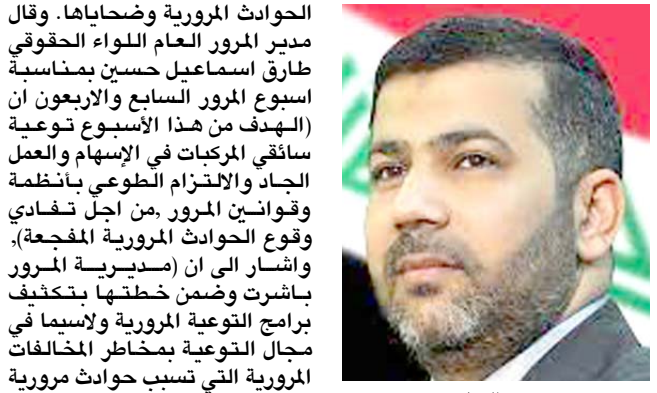 الحوادث المرورية وضحاياها. وقال
مدير المرور العام اللواء الحقوقي
طارق اسماعيل حسين بمناسبة
اسبوع المرور السابع والاربعون ان
(الهدف من هذا الأسبوع توعية
سائقي المركبات في الإسهام والعمل
الجاد والالتزام الطوعي بأنظمة
وقوانين المرور ,من اجل تفادي
وقوع الحوادث المرورية المفجعة),
واشار الى ان (مديرية المرور
باشرت وضمن خطتها بتكثيف
برامج التوعية المرورية ولاسيما في
مجال التوعية بمخاطر المخالفات
المرورية التي تسبب حوادث مرورية